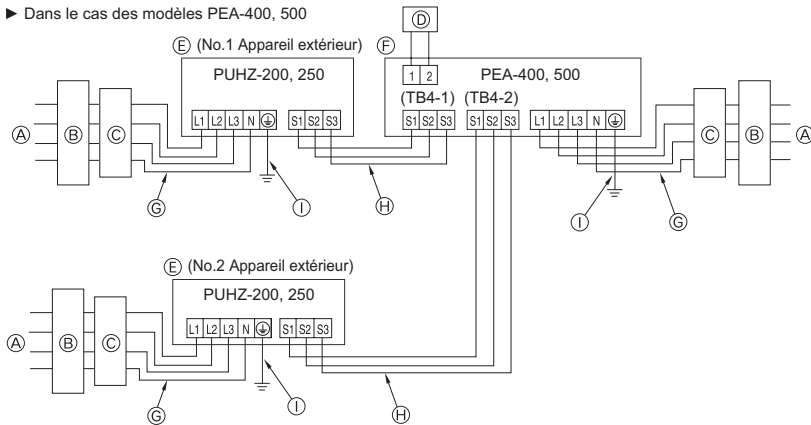 ► Dans le cas des modèles PEA-400, 500
Ⓓ
Ⓔ (No.1 Appareil extérieur)
Ⓕ
PUHZ-200, 250
1 2
PEA-400, 500
(TB4-1) (TB4-2)
L1 L2 L3 N S1 S2 S3
S1 S2 S3 S1 S2 S3 L1 L2 L3 N
Ⓐ Ⓑ Ⓒ
Ⓒ Ⓑ Ⓐ
Ⓖ Ⓘ Ⓗ Ⓘ Ⓖ
Ⓔ (No.2 Appareil extérieur)
PUHZ-200, 250
L1 L2 L3 N S1 S2 S3
Ⓐ Ⓑ Ⓒ
Ⓖ Ⓘ Ⓗ